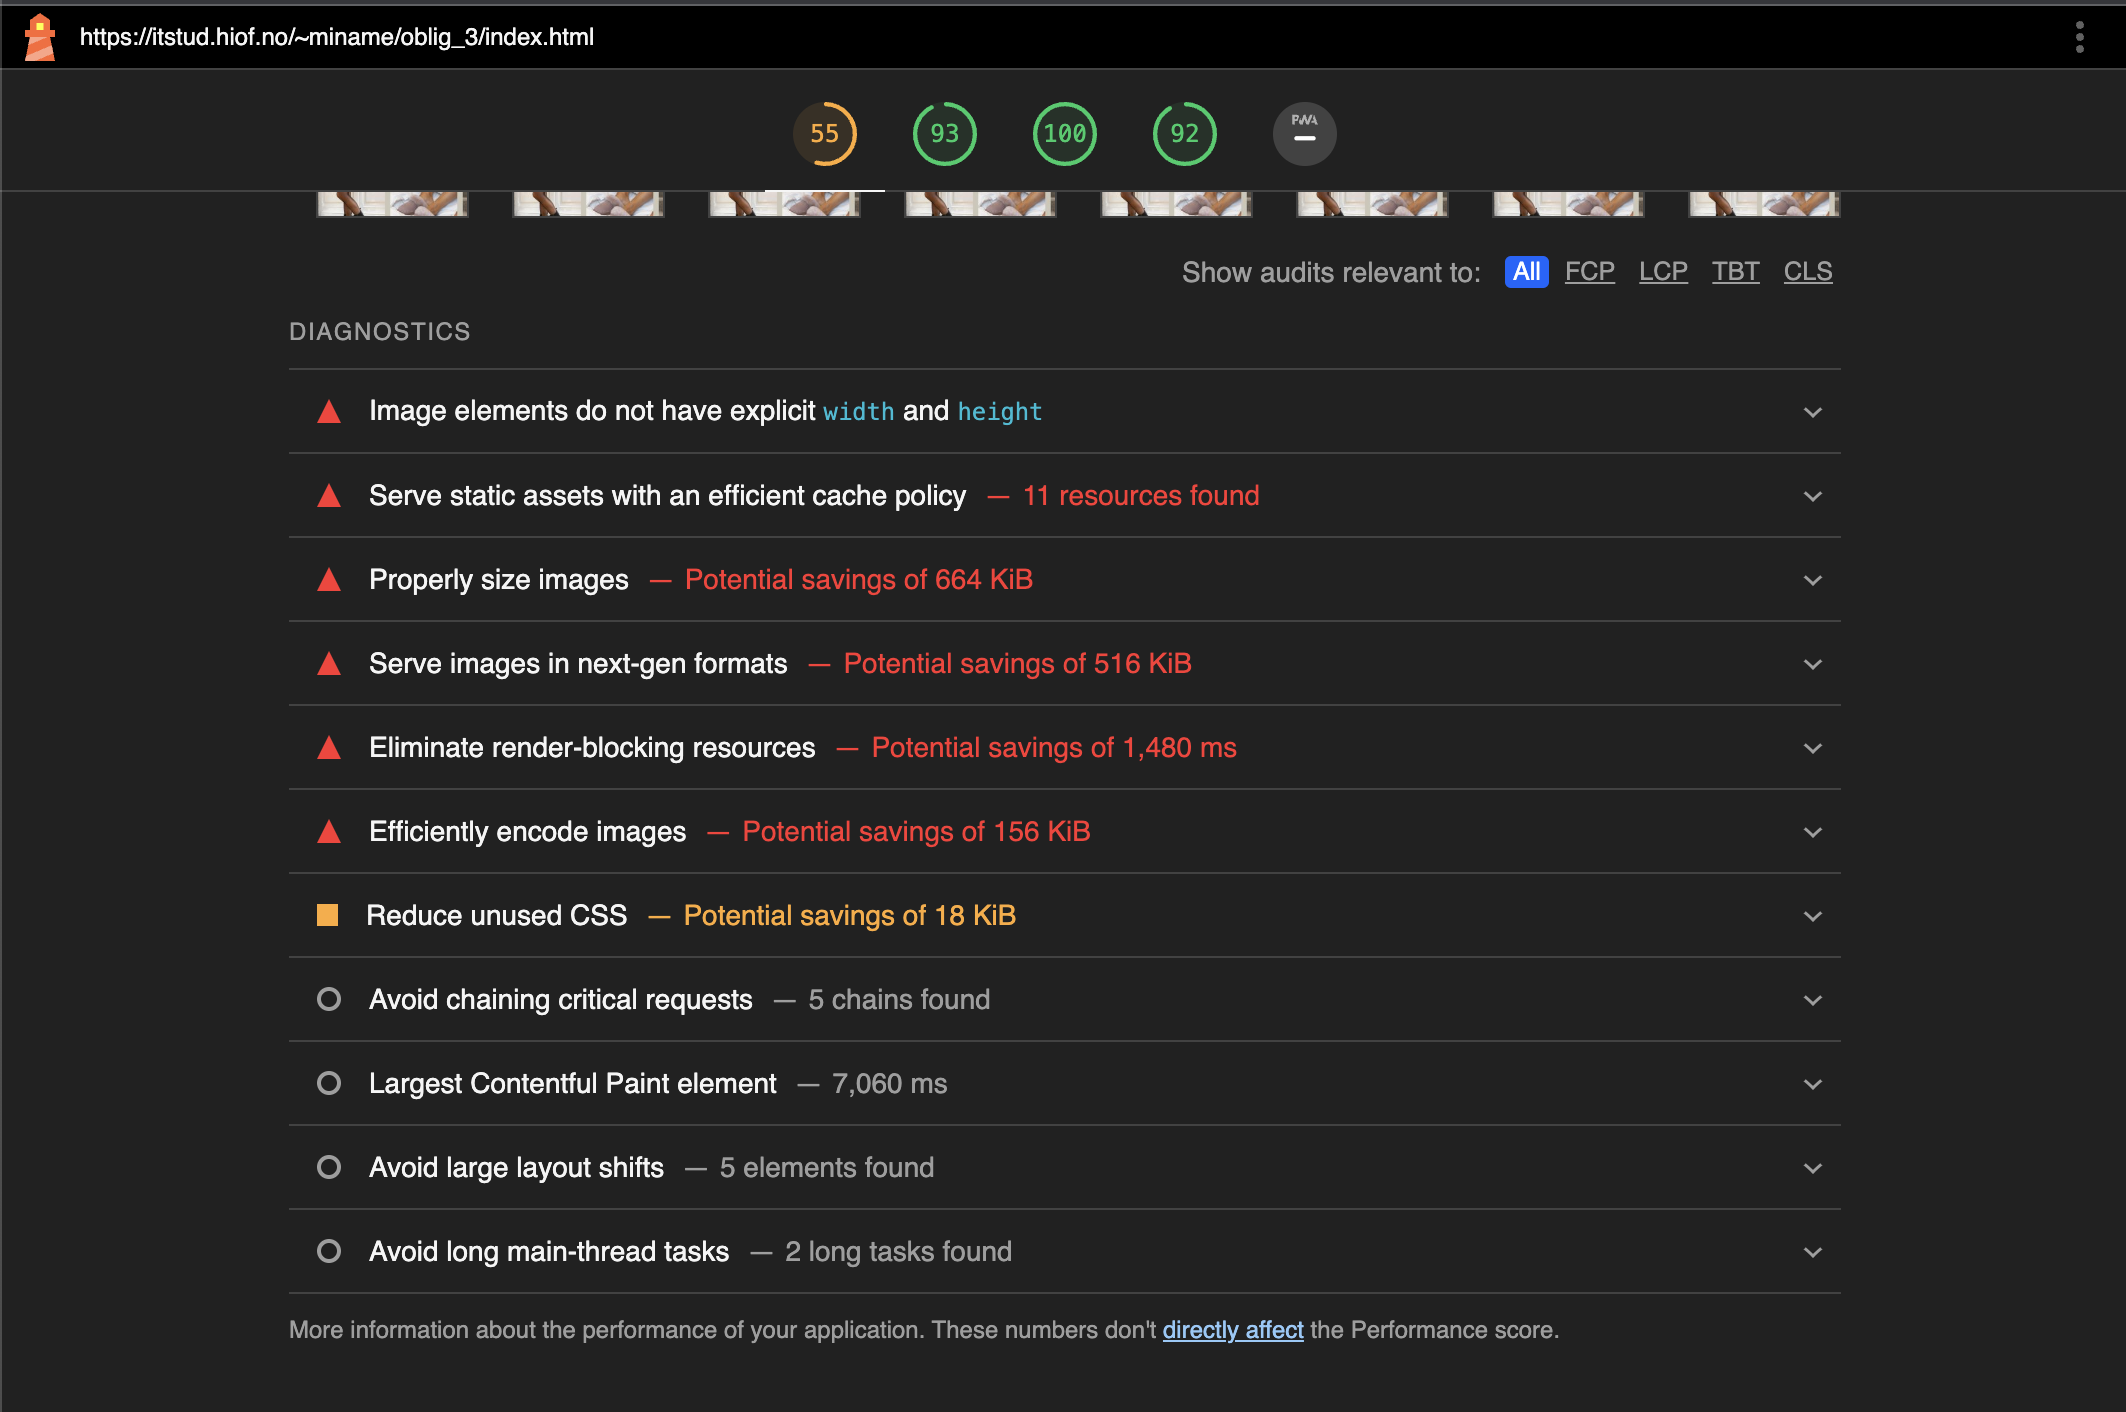 https://itstud.hiof.no/~miname/oblig_3/index.html
55 93 100 92 PWA
Show audits relevant to: All FCP LCP TBT CLS
DIAGNOSTICS
Image elements do not have explicit width and height
Serve static assets with an efficient cache policy — 11 resources found
Properly size images — Potential savings of 664 KiB
Serve images in next-gen formats — Potential savings of 516 KiB
Eliminate render-blocking resources — Potential savings of 1,480 ms
Efficiently encode images — Potential savings of 156 KiB
Reduce unused CSS — Potential savings of 18 KiB
Avoid chaining critical requests — 5 chains found
Largest Contentful Paint element — 7,060 ms
Avoid large layout shifts — 5 elements found
Avoid long main-thread tasks — 2 long tasks found
More information about the performance of your application. These numbers don't directly affect the Performance score.